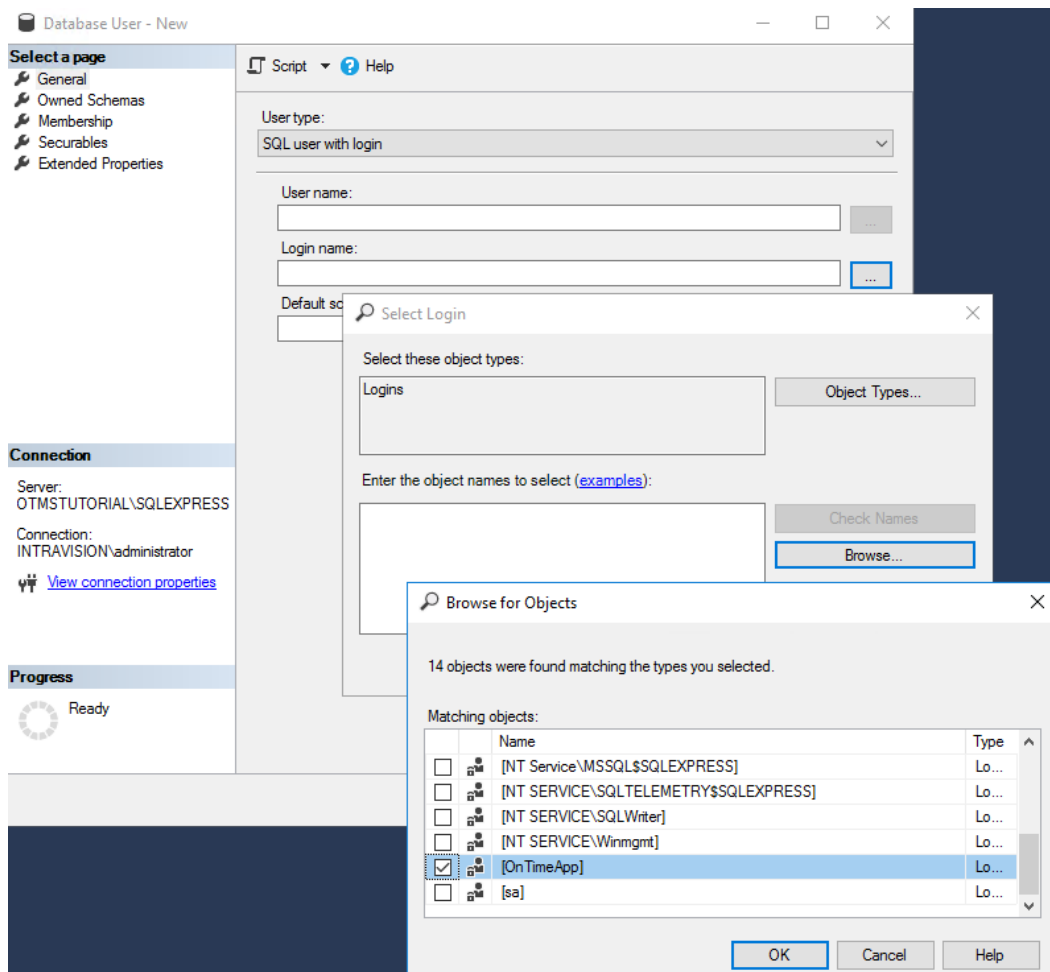 Database User - New
Select a page
General
Owned Schemas
Membership
Securables
Extended Properties
Script
Help
User type:
SQL user with login
User name:
...
Login name:
...
Default sc
Select Login
Select these object types:
Logins
Object Types...
Enter the object names to select (examples):
Check Names
Browse...
Connection
Server:
OTMSTUTORIAL\SQLEXPRESS
Connection:
INTRAVISION\administrator
View connection properties
Progress
Ready
Browse for Objects
14 objects were found matching the types you selected.
Matching objects:
Name Type
[NT Service\MSSQL$SQLEXPRESS] Lo...
[NT SERVICE\SQLTELEMETRY$SQLEXPRESS] Lo...
[NT SERVICE\SQLWriter] Lo...
[NT SERVICE\Winmgmt] Lo...
[OnTimeApp] Lo...
[sa] Lo...
OK Cancel Help